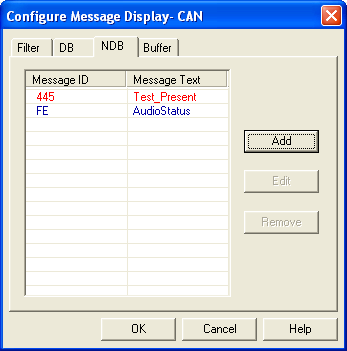 Configure Message Display- CAN
Filter DB NDB Buffer
Message ID Message Text
445 Test_Present
FE AudioStatus
Add
Edit
Remove
OK Cancel Help